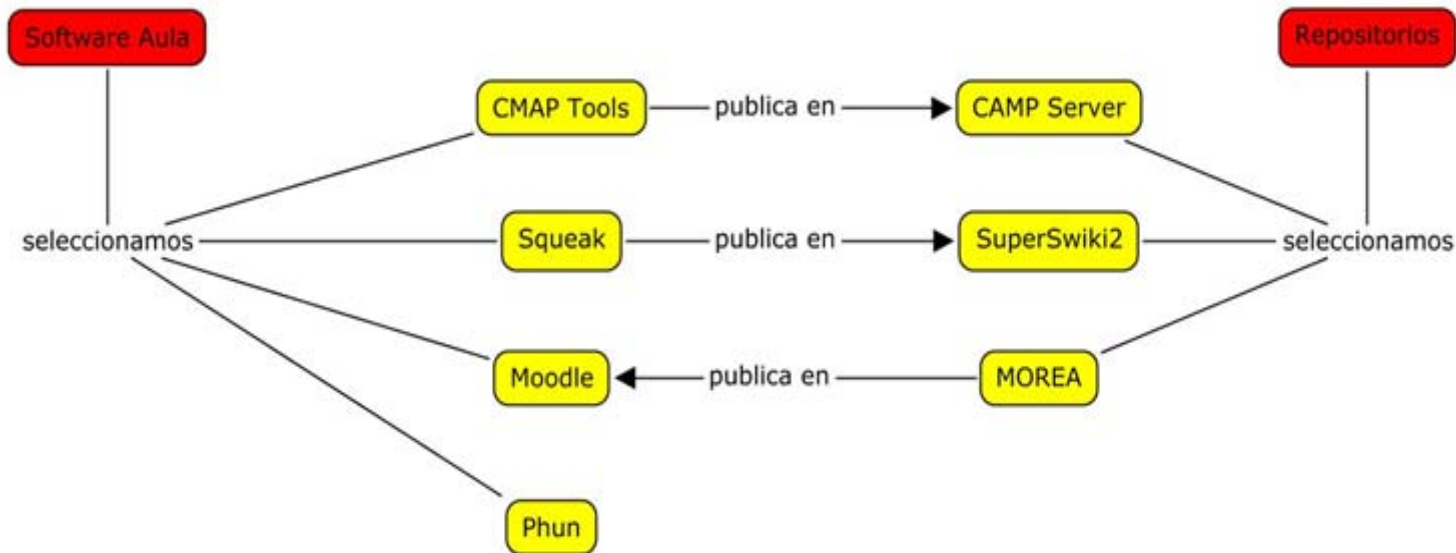 Software Aula
Repositorios
CMAP Tools
publica en
CAMP Server
seleccionamos
Squeak
publica en
SuperSwiki2
seleccionamos
Moodle
publica en
MOREA
Phun